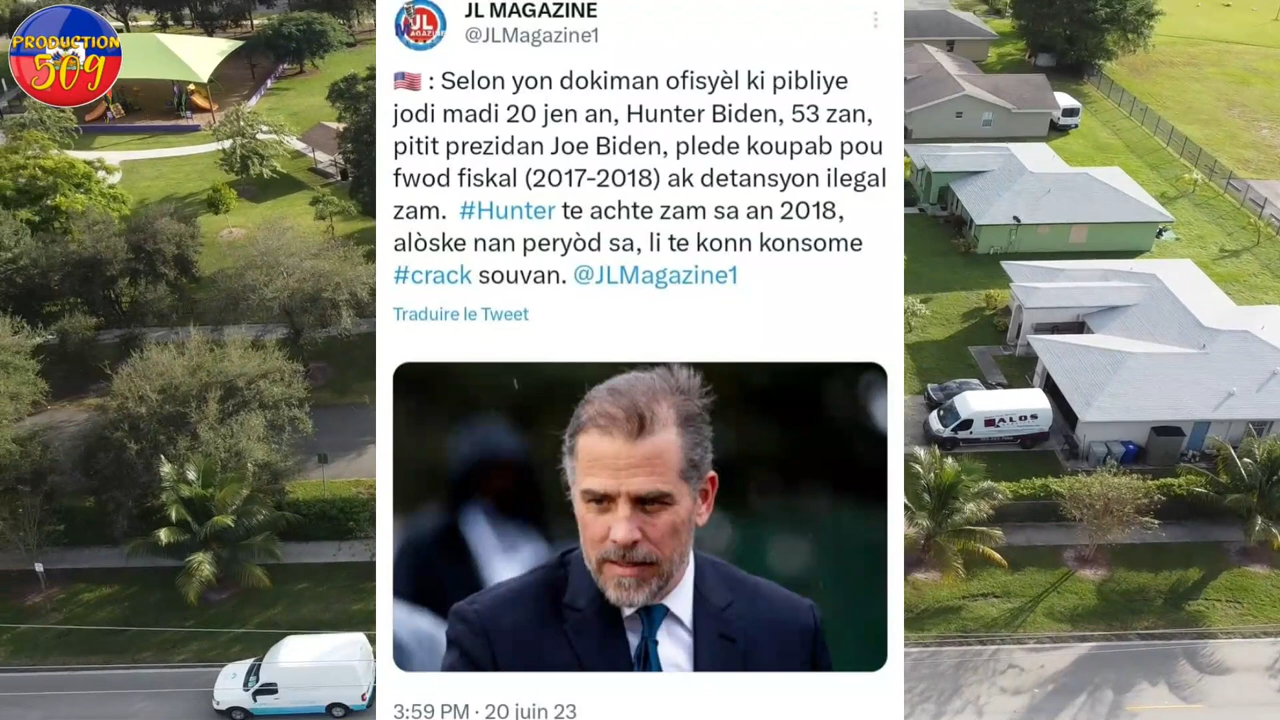 PRODUCTION
509
JL MAGAZINE
@JLMagazine1
🇺🇸 : Selon yon dokiman ofisyèl ki pibliye
jodi madi 20 jen an, Hunter Biden, 53 zan,
pitit prezidan Joe Biden, plede koupab pou
fwod fiskal (2017-2018) ak detansyon ilegal
zam. #Hunter te achte zam sa an 2018,
alòske nan peryòd sa, li te konn konsome
#crack souvan. @JLMagazine1
Traduire le Tweet
3:59 PM · 20 juin 23
JL
MAGAZINE
ALOS